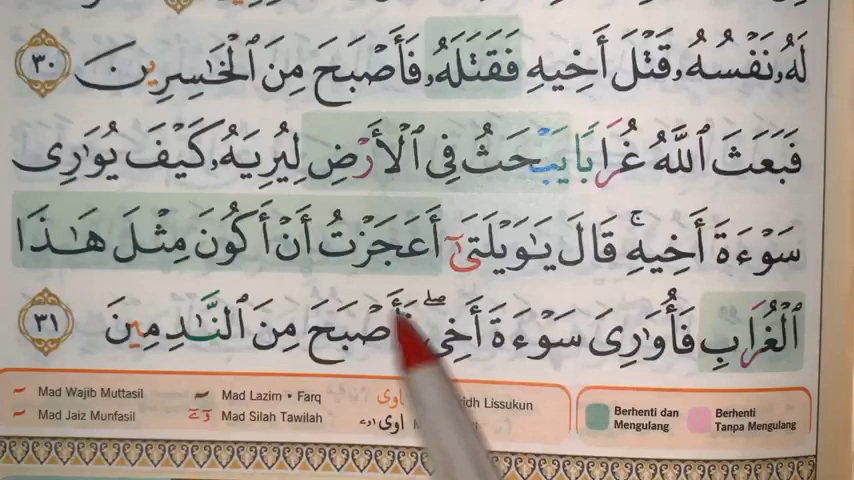 لَهُۥ نَفْسُهُۥ قَتْلَ أَخِيهِ فَقَتَلَهُۥ فَأَصْبَحَ مِنَ ٱلْخَٰسِرِينَ ٣٠
فَبَعَثَ ٱللَّهُ غُرَابًا يَبْحَثُ فِى ٱلْأَرْضِ لِيُرِيَهُۥ كَيْفَ يُوَٰرِى
سَوْءَةَ أَخِيهِ ۚ قَالَ يَٰوَيْلَتَىٰٓ أَعَجَزْتُ أَنْ أَكُونَ مِثْلَ هَٰذَا
ٱلْغُرَابِ فَأُوَٰرِىَ سَوْءَةَ أَخِى ۖ فَأَصْبَحَ مِنَ ٱلنَّٰدِمِينَ ٣١
Mad Wajib Muttasil Mad Lazim • Farq Lissukun Berhenti dan Mengulang Berhenti Tanpa Mengulang
Mad Jaiz Munfasil Mad Silah Tawilah